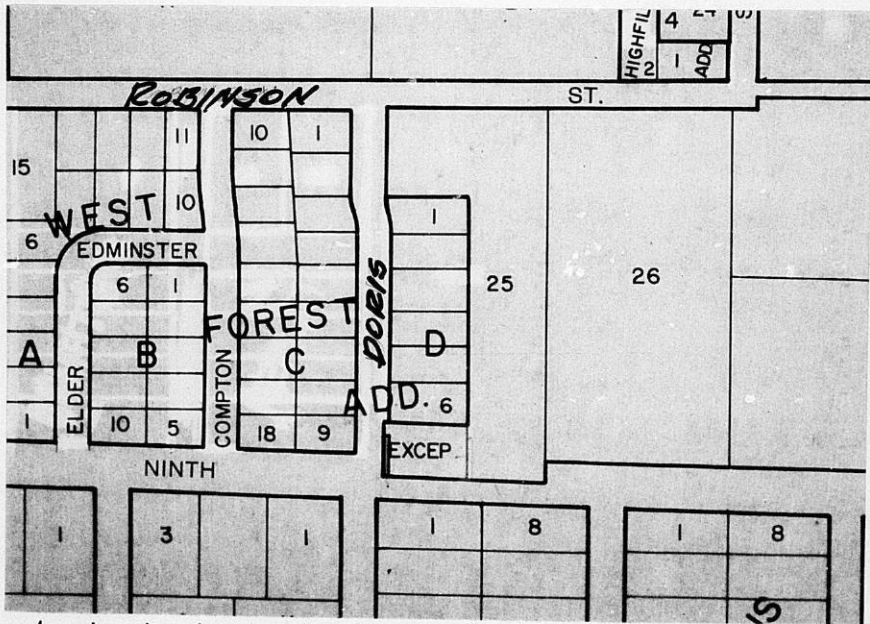 HIGHFIL
4 24
2 1 ADD
S
ROBINSON ST.
11 10 1
15
10
WEST
1
6
EDMINSTER
6 1
25 26
FOREST
DORIS
A B C D
ELDER
COMPTON
ADD. 6
1 10 5 18 9
EXCEP.
NINTH
1 3 1 1 8 1 8
IS